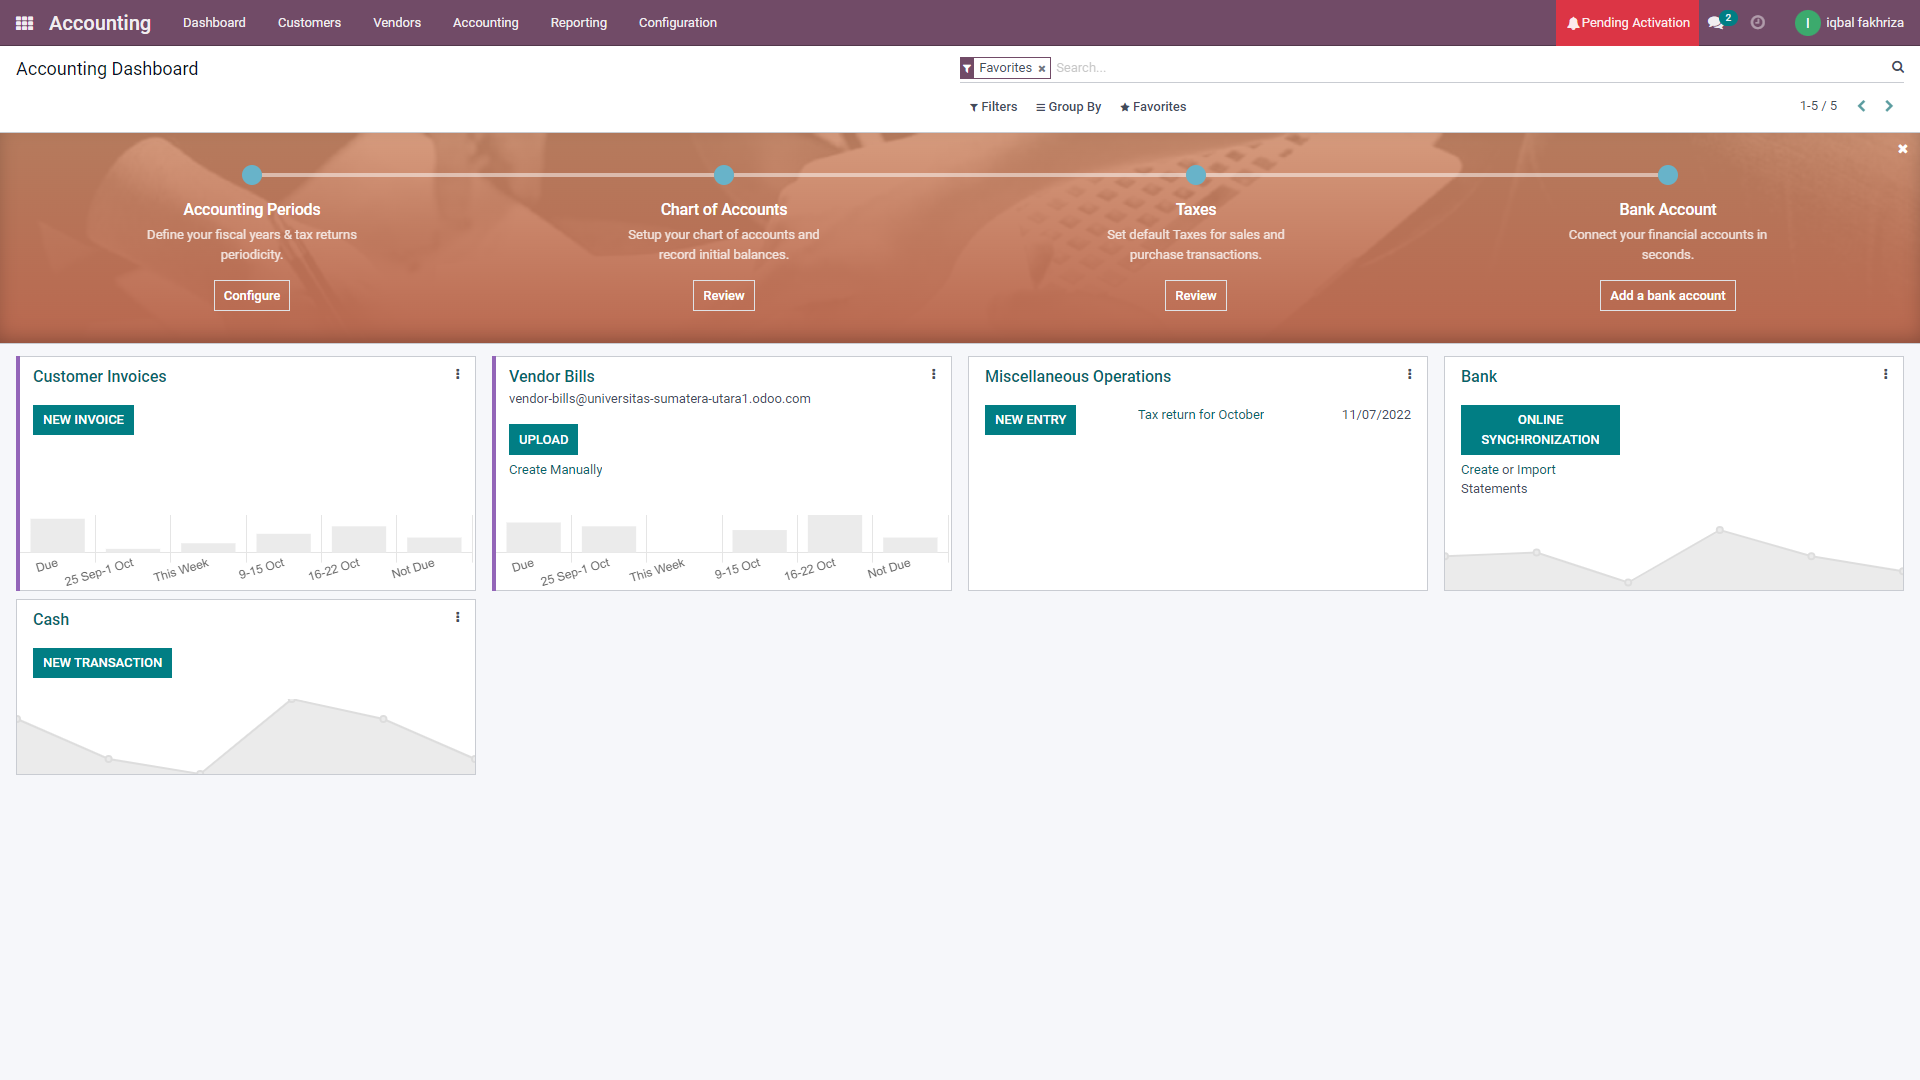 Accounting
Dashboard
Customers
Vendors
Accounting
Reporting
Configuration
Pending Activation
2
I
iqbal fakhriza
Accounting Dashboard
Favorites
Search...
Filters
Group By
Favorites
1-5 / 5
Accounting Periods
Define your fiscal years & tax returns
periodicity.
Configure
Chart of Accounts
Setup your chart of accounts and
record initial balances.
Review
Taxes
Set default Taxes for sales and
purchase transactions.
Review
Bank Account
Connect your financial accounts in
seconds.
Add a bank account
Customer Invoices
NEW INVOICE
Due
25 Sep-1 Oct
This Week
9-15 Oct
16-22 Oct
Not Due
Vendor Bills
vendor-bills@universitas-sumatera-utara1.odoo.com
UPLOAD
Create Manually
Due
25 Sep-1 Oct
This Week
9-15 Oct
16-22 Oct
Not Due
Miscellaneous Operations
NEW ENTRY
Tax return for October
11/07/2022
Bank
ONLINE
SYNCHRONIZATION
Create or Import
Statements
Cash
NEW TRANSACTION